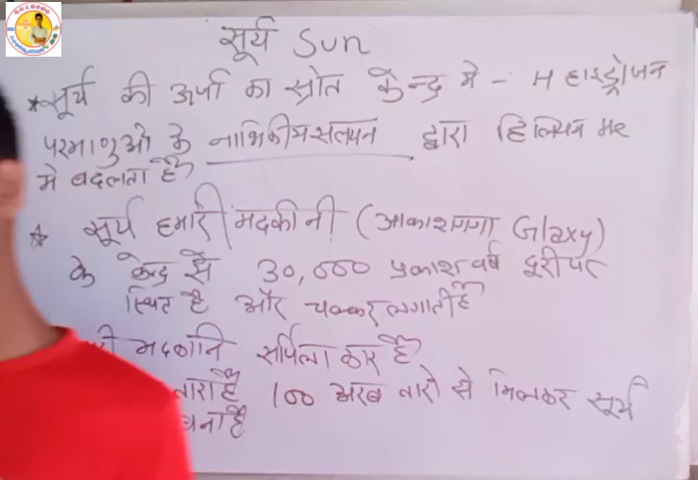 सूर्य Sun
*सूर्य की ऊर्जा का स्रोत केन्द्र मे - H हाइड्रोजन
परमाणुओ के नाभिकीय संलयन द्वारा हिलियम He
मे बदलता है
* सूर्य हमारी मंदाकीनी (आकाशगंगा Galaxy)
के केन्द्र से 30,000 प्रकाश वर्ष दूरी पर
स्थित है और चक्कर लगाती है
सर्पिला कार है
तारा है 100 अरब तारो से मिलकर सूर्य
बना है